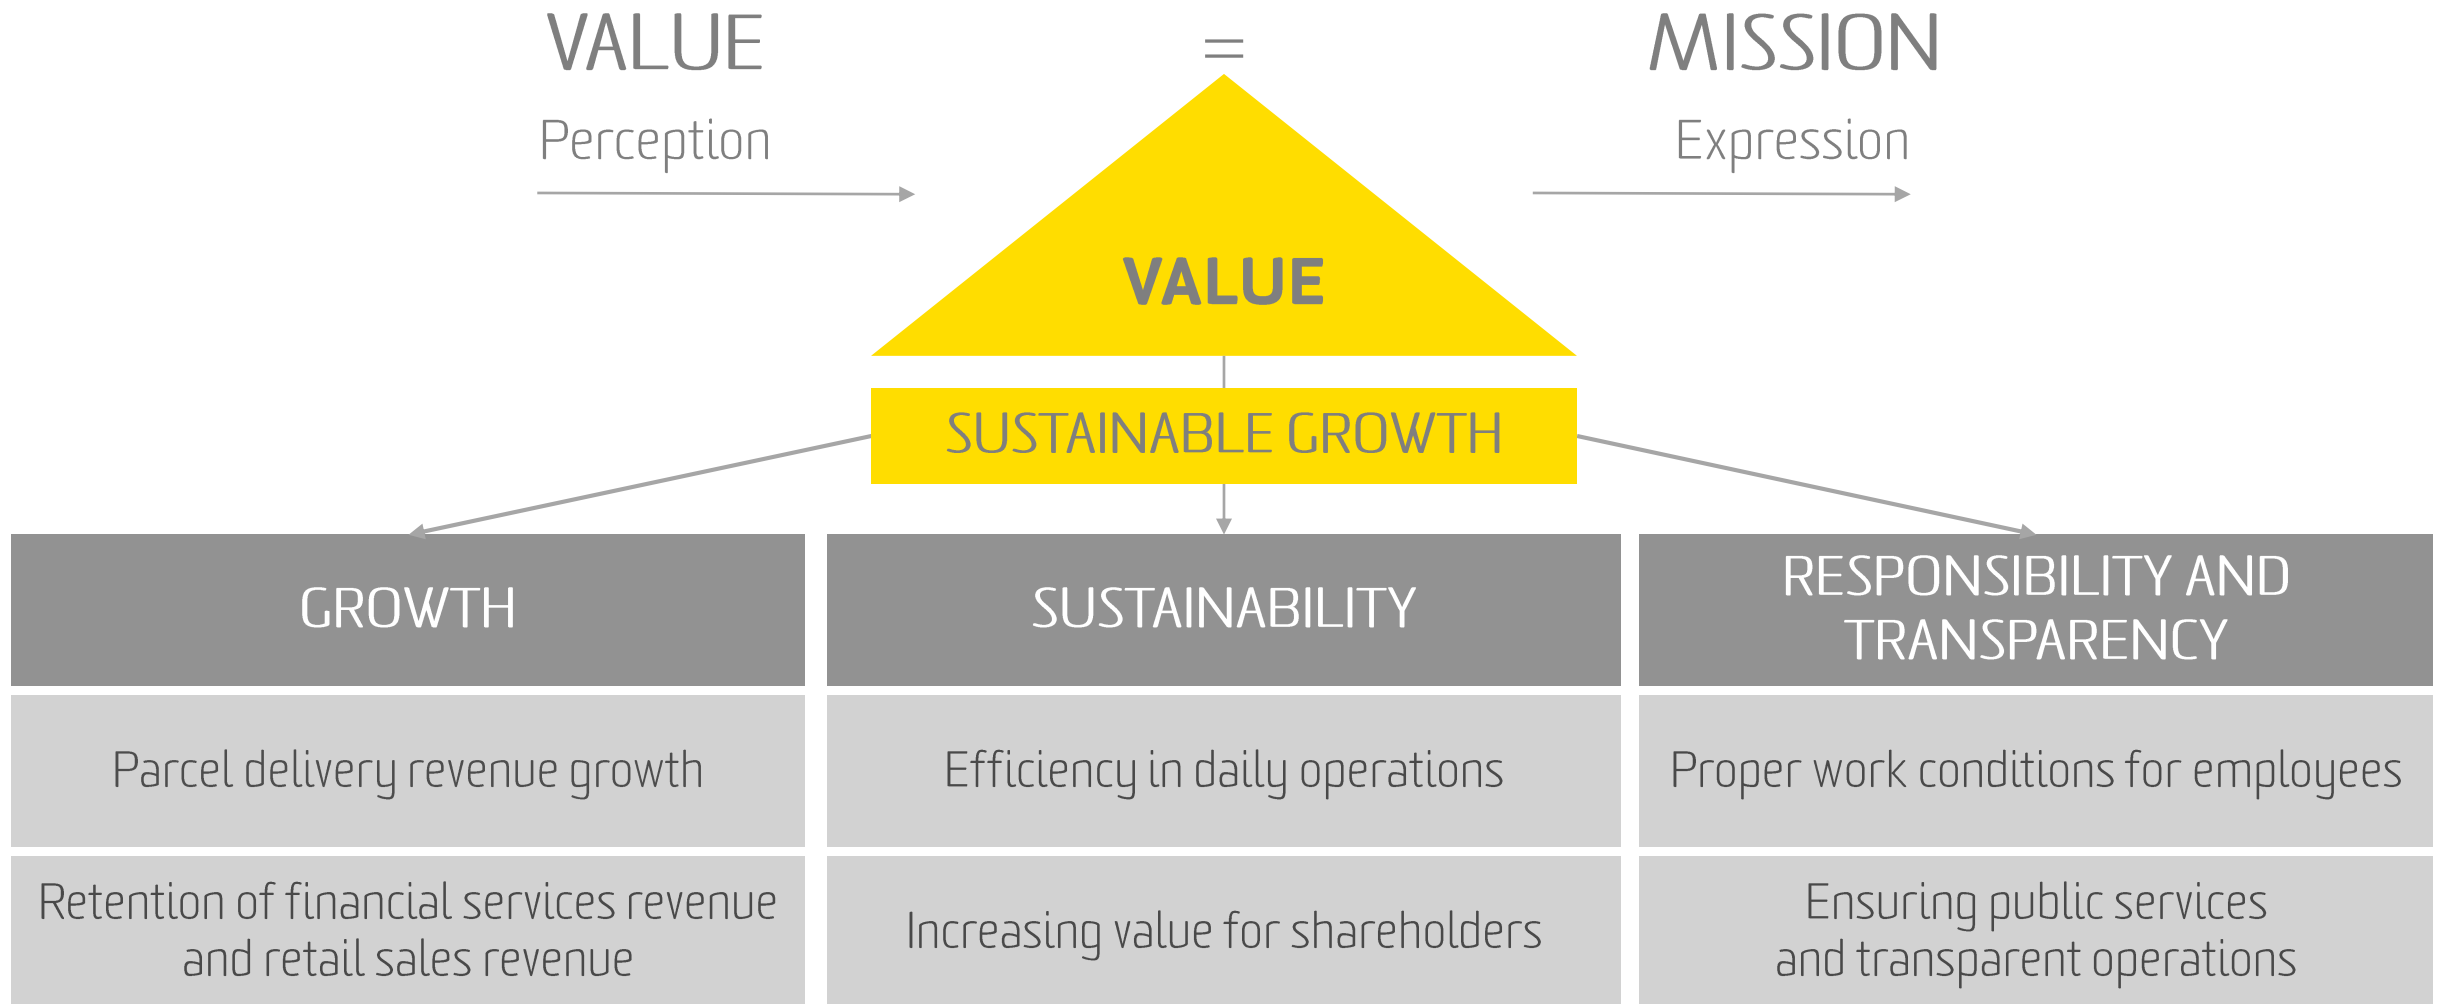 VALUE = MISSION
Perception Expression
VALUE
SUSTAINABLE GROWTH
GROWTH
SUSTAINABILITY
RESPONSIBILITY AND
TRANSPARENCY
Parcel delivery revenue growth
Efficiency in daily operations
Proper work conditions for employees
Retention of financial services revenue
and retail sales revenue
Increasing value for shareholders
Ensuring public services
and transparent operations